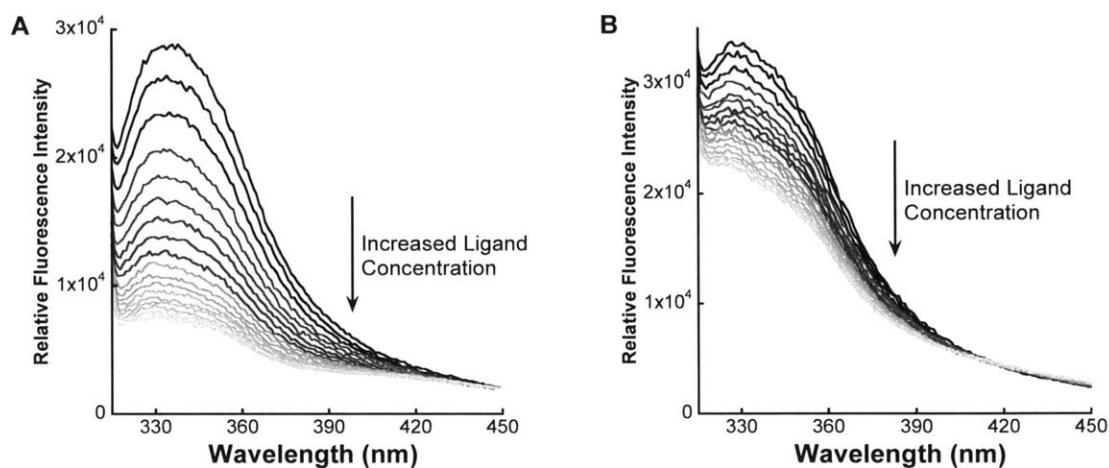 A
Relative Fluorescence Intensity
3x10⁴
2x10⁴
1x10⁴
0
330
360
390
420
450
Wavelength (nm)
Increased Ligand
Concentration
B
Relative Fluorescence Intensity
3x10⁴
2x10⁴
1x10⁴
0
330
360
390
420
450
Wavelength (nm)
Increased Ligand
Concentration